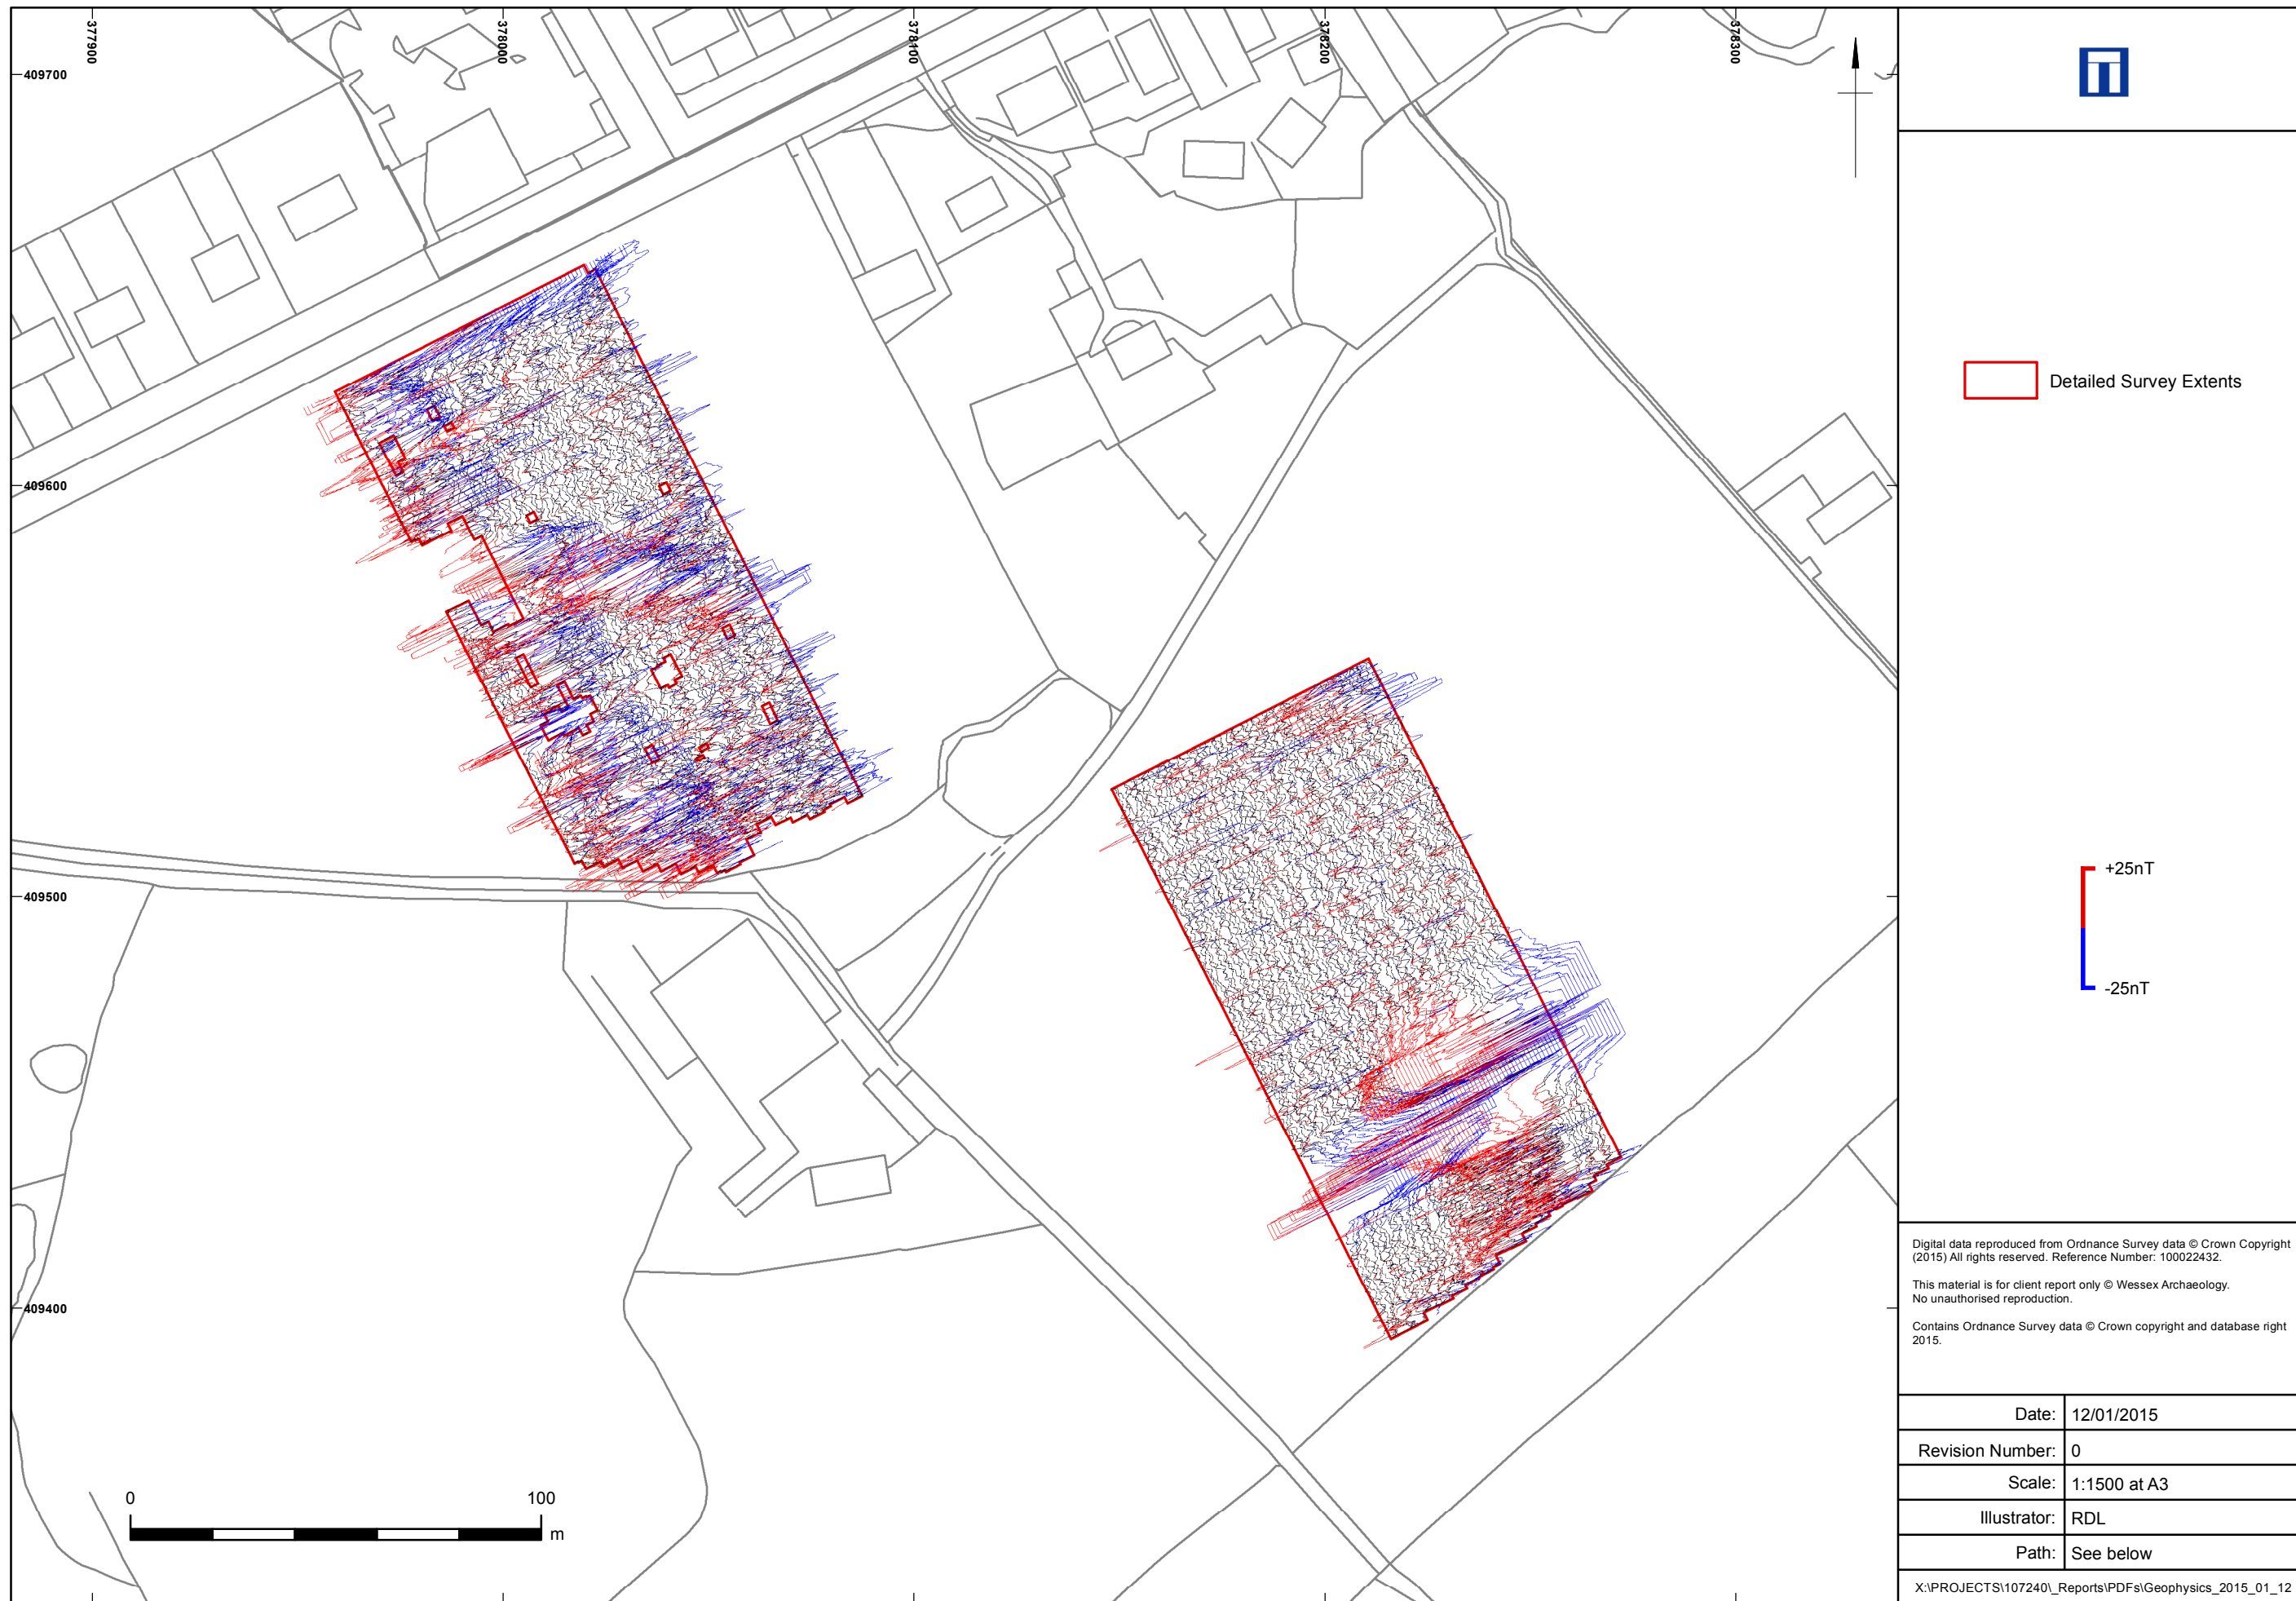 377900
378000
378100
378200
378300
409700
409600
409500
409400
Detailed Survey Extents
+25nT
-25nT
0
100
m
Digital data reproduced from Ordnance Survey data © Crown Copyright
(2015) All rights reserved. Reference Number: 100022432.
This material is for client report only © Wessex Archaeology.
No unauthorised reproduction.
Contains Ordnance Survey data © Crown copyright and database right
2015.
Date: 12/01/2015
Revision Number: 0
Scale: 1:1500 at A3
Illustrator: RDL
Path: See below
X:\PROJECTS\107240\_Reports\PDFs\Geophysics_2015_01_12